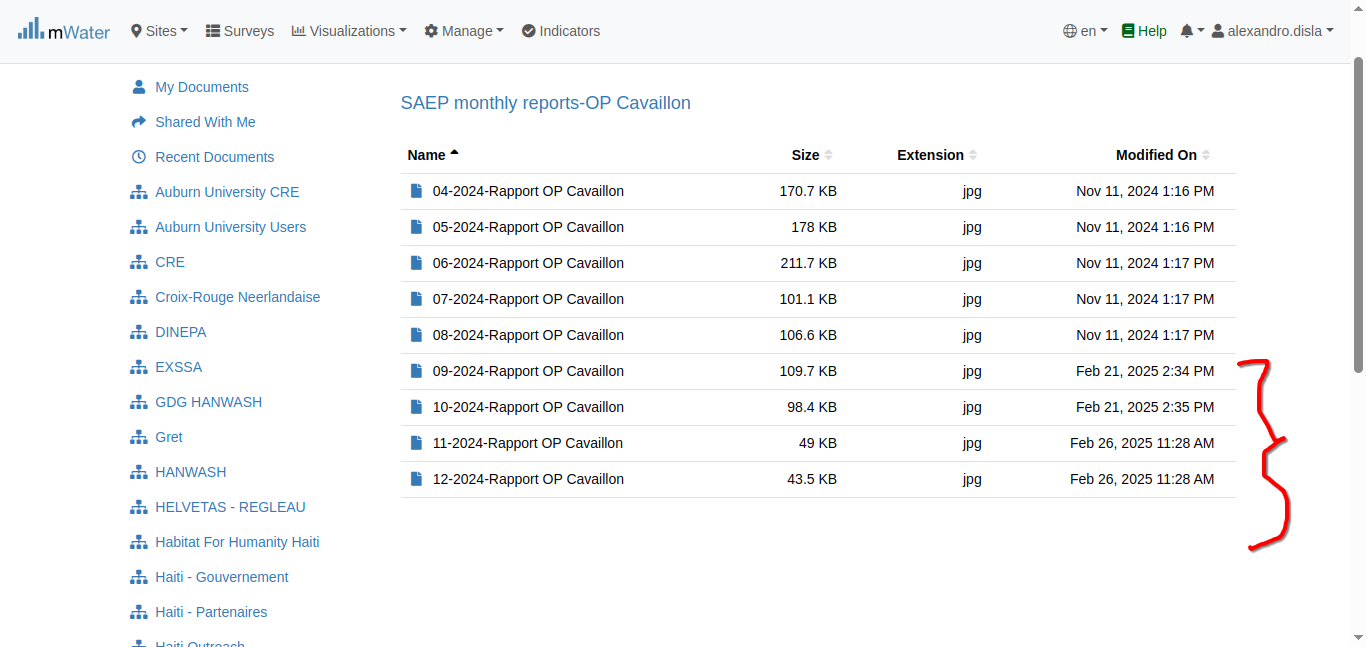 mWater Sites Surveys Visualizations Manage Indicators en Help alexandro.disla
My Documents
Shared With Me
Recent Documents
Auburn University CRE
Auburn University Users
CRE
Croix-Rouge Neerlandaise
DINEPA
EXSSA
GDG HANWASH
Gret
HANWASH
HELVETAS - REGLEAU
Habitat For Humanity Haiti
Haiti - Gouvernement
Haiti - Partenaires
Haiti Outreach
SAEP monthly reports-OP Cavaillon
Name Size Extension Modified On
04-2024-Rapport OP Cavaillon 170.7 KB jpg Nov 11, 2024 1:16 PM
05-2024-Rapport OP Cavaillon 178 KB jpg Nov 11, 2024 1:16 PM
06-2024-Rapport OP Cavaillon 211.7 KB jpg Nov 11, 2024 1:17 PM
07-2024-Rapport OP Cavaillon 101.1 KB jpg Nov 11, 2024 1:17 PM
08-2024-Rapport OP Cavaillon 106.6 KB jpg Nov 11, 2024 1:17 PM
09-2024-Rapport OP Cavaillon 109.7 KB jpg Feb 21, 2025 2:34 PM
10-2024-Rapport OP Cavaillon 98.4 KB jpg Feb 21, 2025 2:35 PM
11-2024-Rapport OP Cavaillon 49 KB jpg Feb 26, 2025 11:28 AM
12-2024-Rapport OP Cavaillon 43.5 KB jpg Feb 26, 2025 11:28 AM